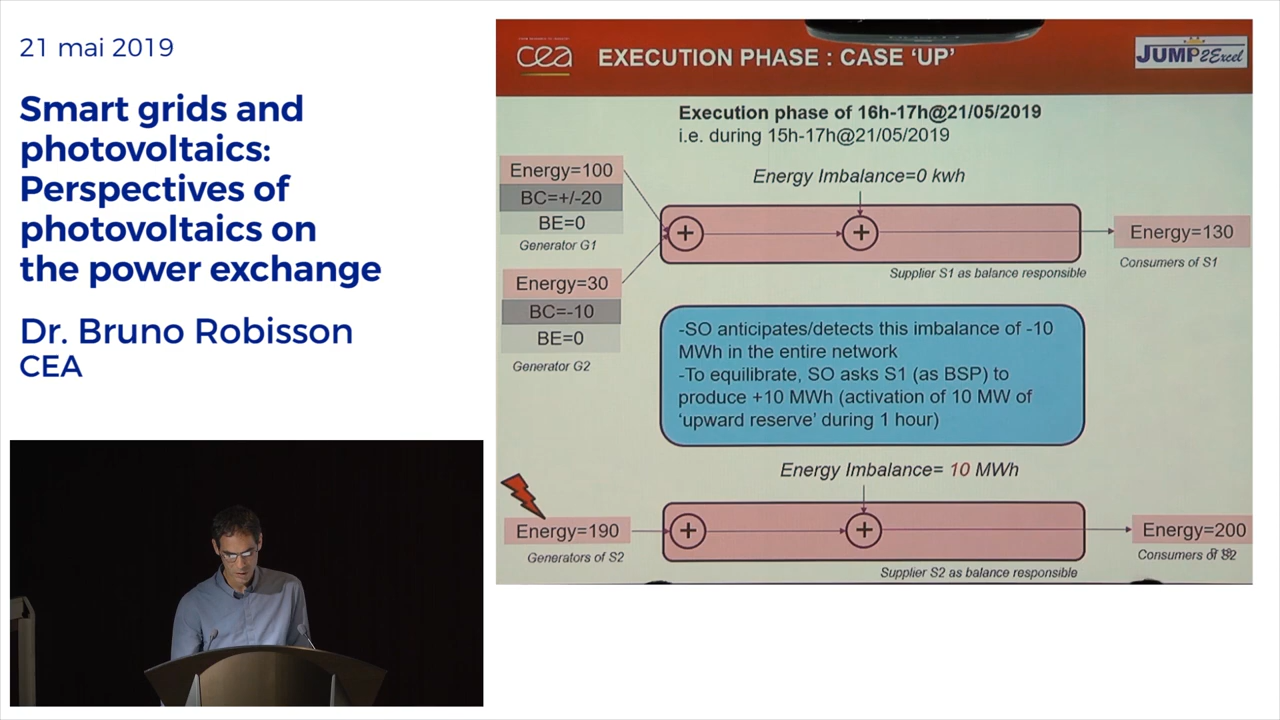 21 mai 2019
Smart grids and
photovoltaics:
Perspectives of
photovoltaics on
the power exchange
Dr. Bruno Robisson
CEA
cea
EXECUTION PHASE : CASE ‘UP’
JUMP2Excel
Execution phase of 16h-17h@21/05/2019
i.e. during 15h-17h@21/05/2019
Energy=100
BC=+/-20
BE=0
Generator G1
Energy Imbalance=0 kwh
+
+
Energy=130
Consumers of S1
Supplier S1 as balance responsible
Energy=30
BC=-10
BE=0
Generator G2
-SO anticipates/detects this imbalance of -10
MWh in the entire network
-To equilibrate, SO asks S1 (as BSP) to
produce +10 MWh (activation of 10 MW of
‘upward reserve’ during 1 hour)
Energy Imbalance= 10 MWh
Energy=190
+
+
Energy=200
Generators of S2
Consumers of S2
Supplier S2 as balance responsible